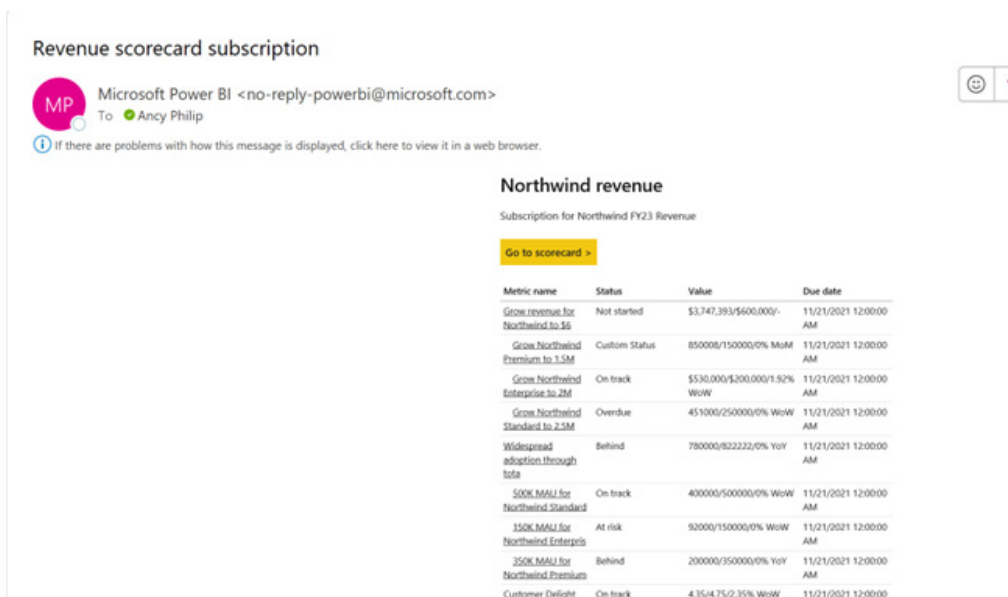 Revenue scorecard subscription
MP
Microsoft Power BI <no-reply-powerbi@microsoft.com>
To Ancy Philip
If there are problems with how this message is displayed, click here to view it in a web browser.
Northwind revenue
Subscription for Northwind FY23 Revenue
Go to scorecard >
Metric name Status Value Due date
Grow revenue for Not started $3,747,393/$600,000/- 11/21/2021 12:00:00
Northwind to $6 AM
Grow Northwind Custom Status 850008/150000/0% MoM 11/21/2021 12:00:00
Premium to 1.5M AM
Grow Northwind On track $530,000/$200,000/1.92% 11/21/2021 12:00:00
Enterprise to 2M WoW AM
Grow Northwind Overdue 451000/250000/0% WoW 11/21/2021 12:00:00
Standard to 2.5M AM
Widespread Behind 780000/822222/0% YoY 11/21/2021 12:00:00
adoption through AM
tota
500K MAU for On track 400000/500000/0% WoW 11/21/2021 12:00:00
Northwind Standard AM
150K MAU for At risk 92000/150000/0% WoW 11/21/2021 12:00:00
Northwind Enterpris AM
350K MAU for Behind 200000/350000/0% YoY 11/21/2021 12:00:00
Northwind Premium AM
Customer Delight On track 4.35/4.75/2.35% WoW 11/21/2021 12:00:00